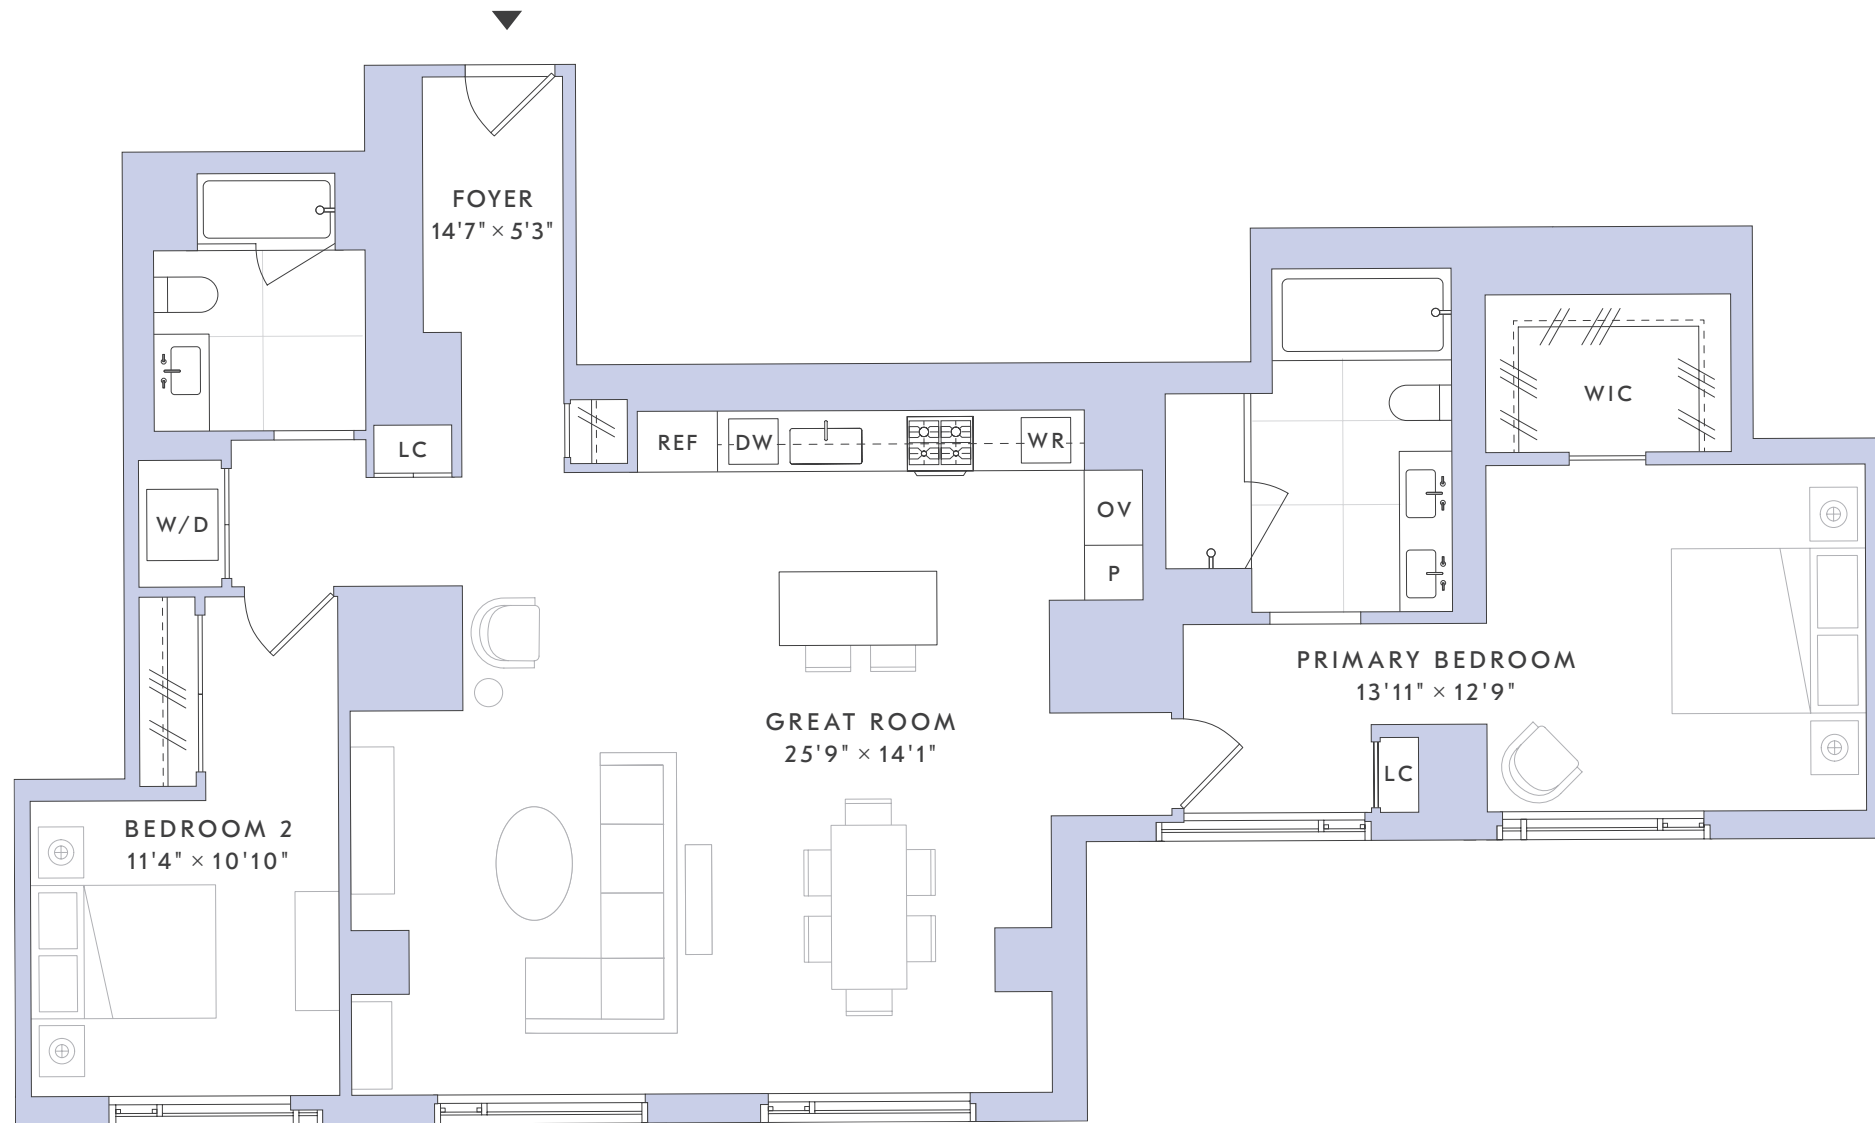 FOYER
14'7" × 5'3"
LC
REF
DW
WR
WIC
W/D
OV
P
PRIMARY BEDROOM
13'11" × 12'9"
GREAT ROOM
25'9" × 14'1"
LC
BEDROOM 2
11'4" × 10'10"